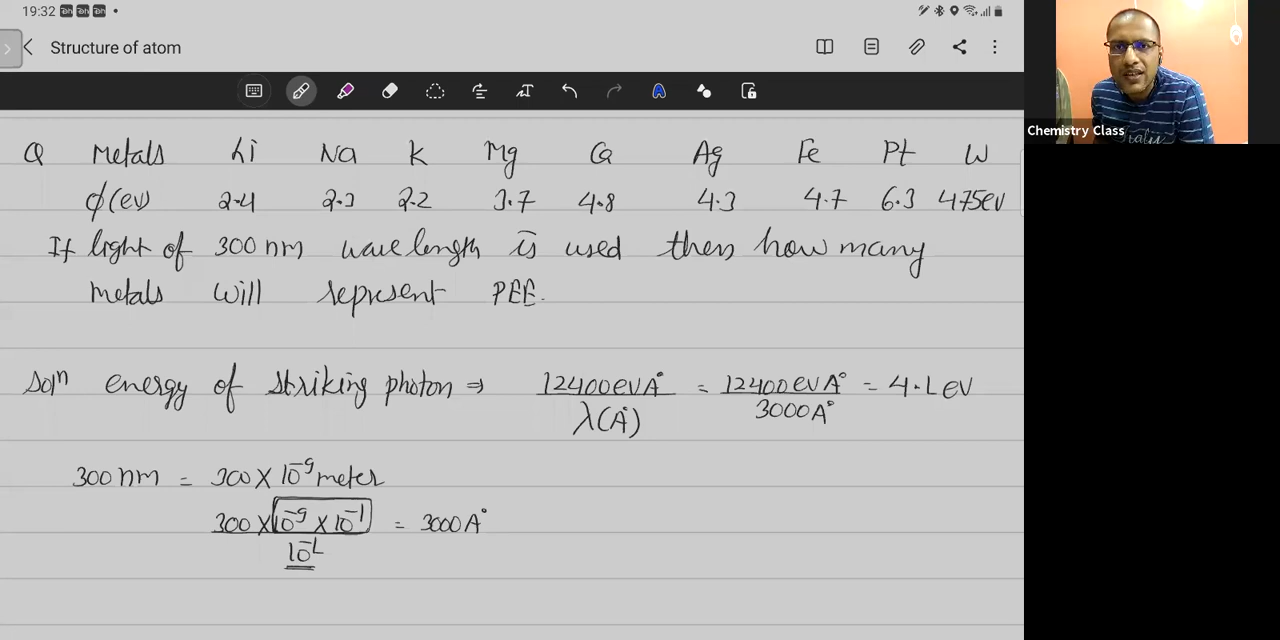 19:32
Structure of atom
Chemistry Class
Q Metals Li Na K Mg Cu Ag Fe Pt W
ϕ(eV) 2.4 2.3 2.2 3.7 4.8 4.3 4.7 6.3 4.75eV
If light of 300 nm wavelength is used then how many
metals will represent PEE.
Solⁿ energy of striking photon ⇒ 12400eVA° / λ(A°) = 12400eVA° / 3000A° = 4.1 eV
300 nm = 300 × 10⁻⁹ meter
300 × 10⁻⁹ × 10⁻¹ / 10⁻¹ = 3000A°